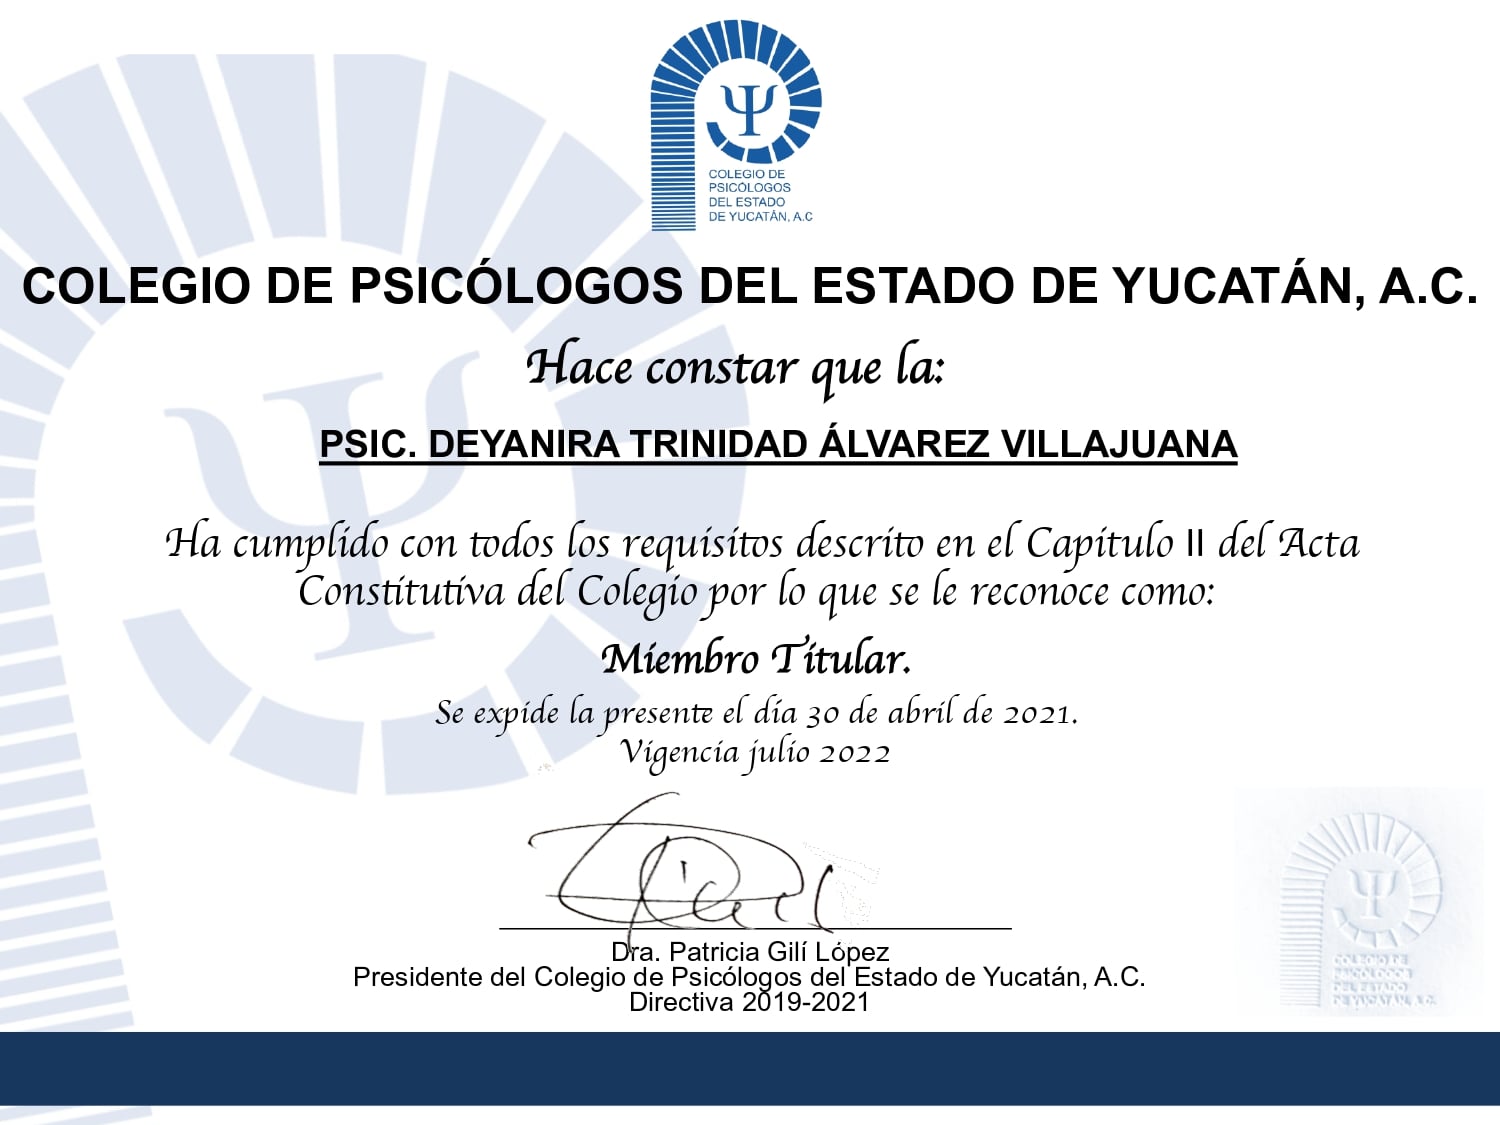 COLEGIO DE
PSICÓLOGOS
DEL ESTADO
DE YUCATÁN, A.C
COLEGIO DE PSICÓLOGOS DEL ESTADO DE YUCATÁN, A.C.
Hace constar que la:
PSIC. DEYANIRA TRINIDAD ÁLVAREZ VILLAJUANA
Ha cumplido con todos los requisitos descrito en el Capitulo II del Acta
Constitutiva del Colegio por lo que se le reconoce como:
Miembro Titular.
Se expide la presente el día 30 de abril de 2021.
Vigencia julio 2022
Dra. Patricia Gilí López
Presidente del Colegio de Psicólogos del Estado de Yucatán, A.C.
Directiva 2019-2021
COLEGIO DE
PSICÓLOGOS
DEL ESTADO
DE YUCATÁN, A.C.